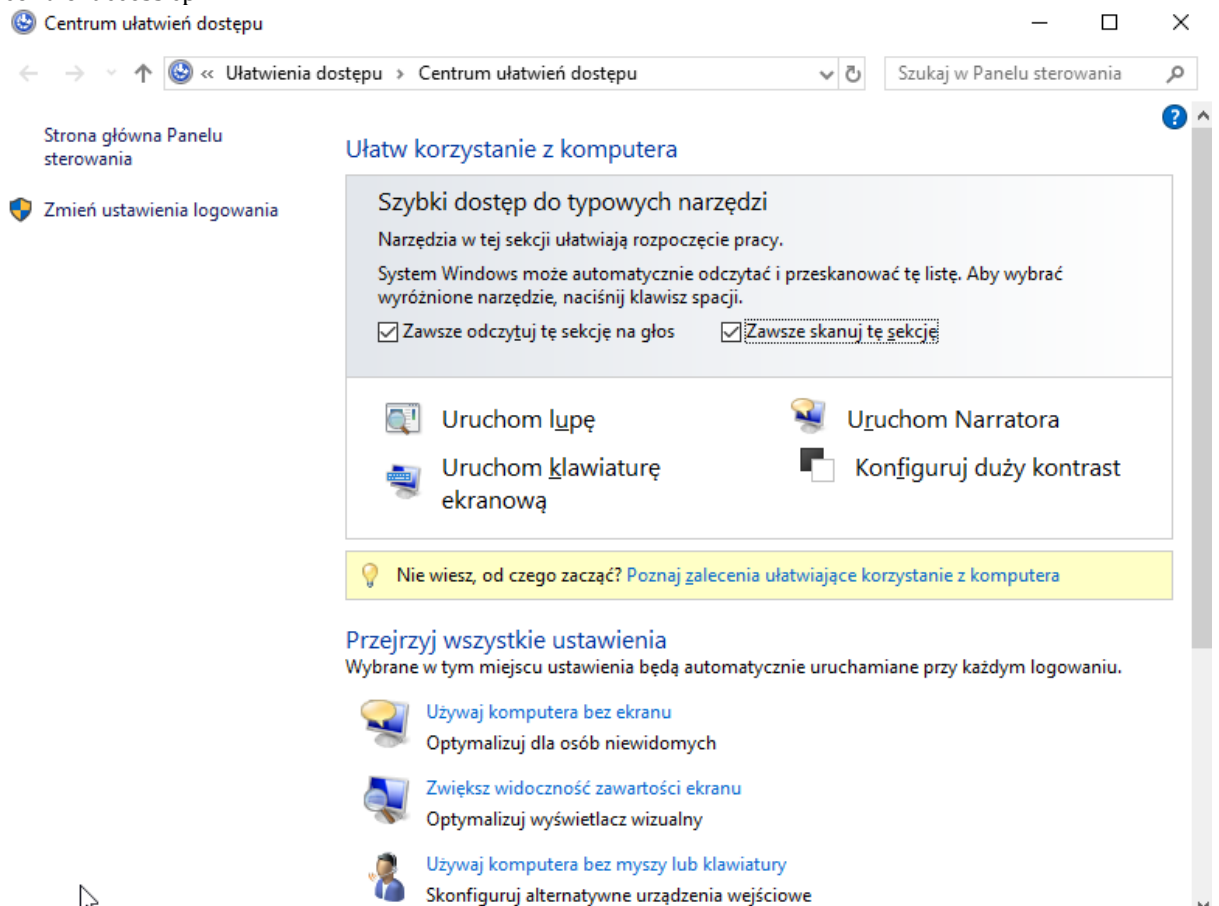 Centrum ułatwień dostępu
« Ułatwienia dostępu › Centrum ułatwień dostępu
Szukaj w Panelu sterowania
Strona główna Panelu
sterowania
Zmień ustawienia logowania
Ułatw korzystanie z komputera
Szybki dostęp do typowych narzędzi
Narzędzia w tej sekcji ułatwiają rozpoczęcie pracy.
System Windows może automatycznie odczytać i przeskanować tę listę. Aby wybrać
wyróżnione narzędzie, naciśnij klawisz spacji.
Zawsze odczytuj tę sekcję na głos
Zawsze skanuj tę sekcję
Uruchom lupę
Uruchom Narratora
Uruchom klawiaturę
ekranową
Konfiguruj duży kontrast
Nie wiesz, od czego zacząć? Poznaj zalecenia ułatwiające korzystanie z komputera
Przejrzyj wszystkie ustawienia
Wybrane w tym miejscu ustawienia będą automatycznie uruchamiane przy każdym logowaniu.
Używaj komputera bez ekranu
Optymalizuj dla osób niewidomych
Zwiększ widoczność zawartości ekranu
Optymalizuj wyświetlacz wizualny
Używaj komputera bez myszy lub klawiatury
Skonfiguruj alternatywne urządzenia wejściowe